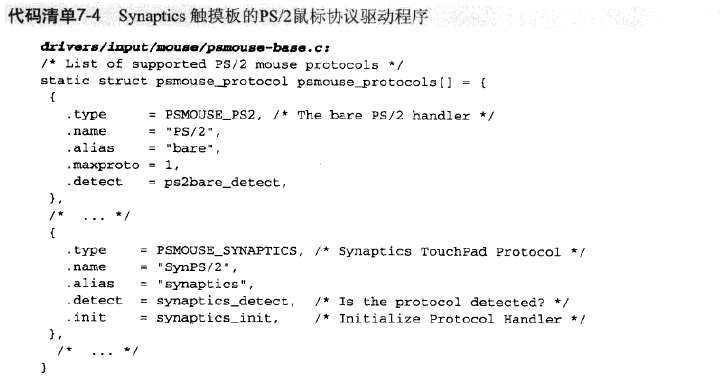 代码清单7-4 Synaptics 触摸板的PS/2鼠标协议驱动程序
drivers/input/mouse/psmouse-base.c:
/* List of supported PS/2 mouse protocols */
static struct psmouse_protocol psmouse_protocols[] = {
{
.type = PSMOUSE_PS2, /* The bare PS/2 handler */
.name = "PS/2",
.alias = "bare",
.maxproto = 1,
.detect = ps2bare_detect,
},
/* ... */
{
.type = PSMOUSE_SYNAPTICS, /* Synaptics TouchPad Protocol */
.name = "SynPS/2",
.alias = "synaptics",
.detect = synaptics_detect, /* Is the protocol detected? */
.init = synaptics_init, /* Initialize Protocol Handler */
},
/* ... */
}